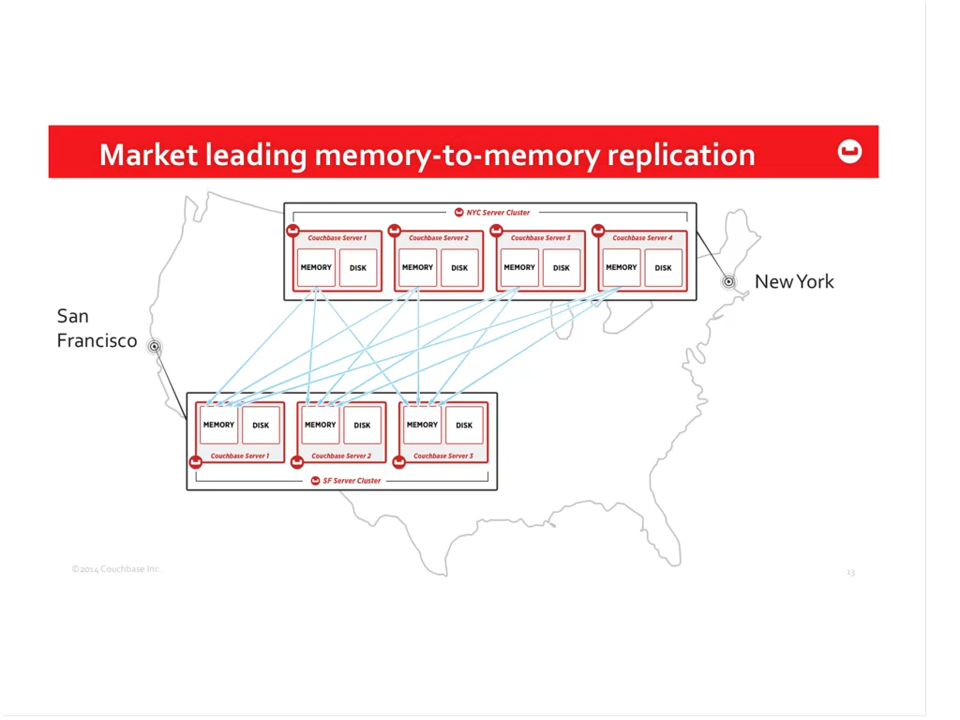 Market leading memory-to-memory replication
NYC Server Cluster
Couchbase Server 1
Couchbase Server 2
Couchbase Server 3
Couchbase Server 4
MEMORY
DISK
MEMORY
DISK
MEMORY
DISK
MEMORY
DISK
New York
San
Francisco
MEMORY
DISK
MEMORY
DISK
MEMORY
DISK
Couchbase Server 1
Couchbase Server 2
Couchbase Server 3
SF Server Cluster
©2014 Couchbase Inc.
13